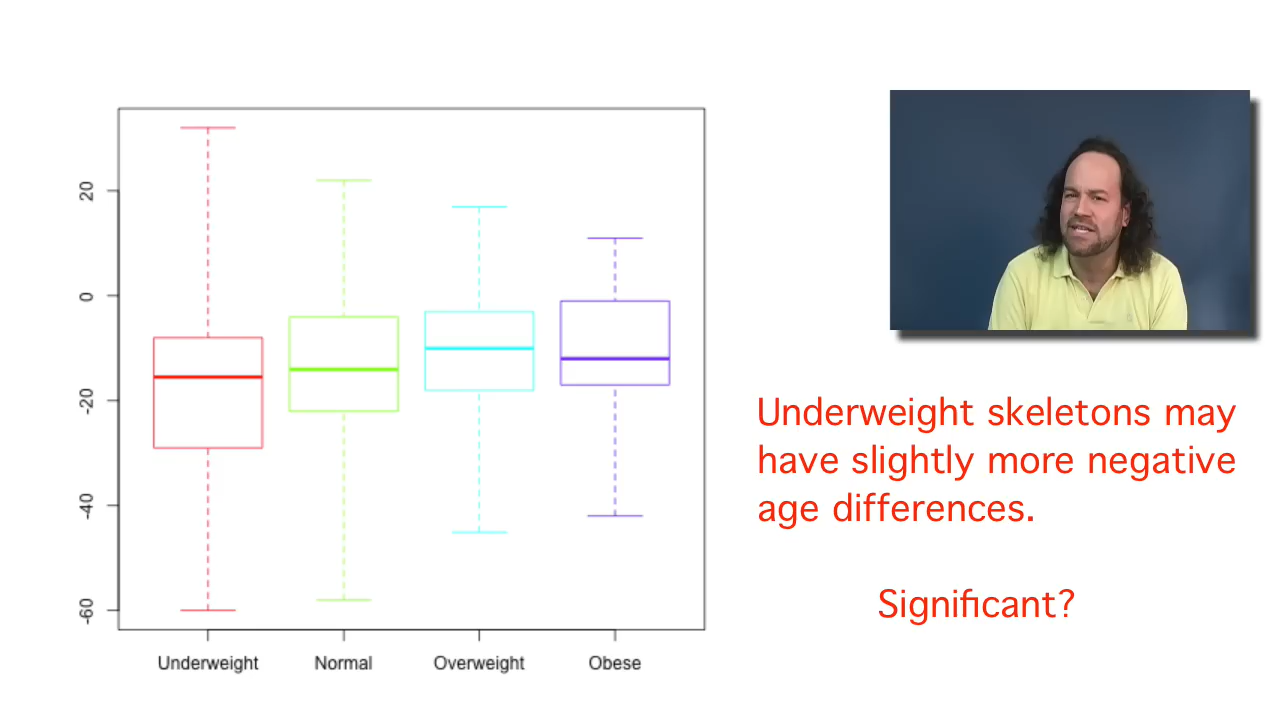 20
0
-20
-40
-60
Underweight Normal Overweight Obese
Underweight skeletons may
have slightly more negative
age differences.
Significant?